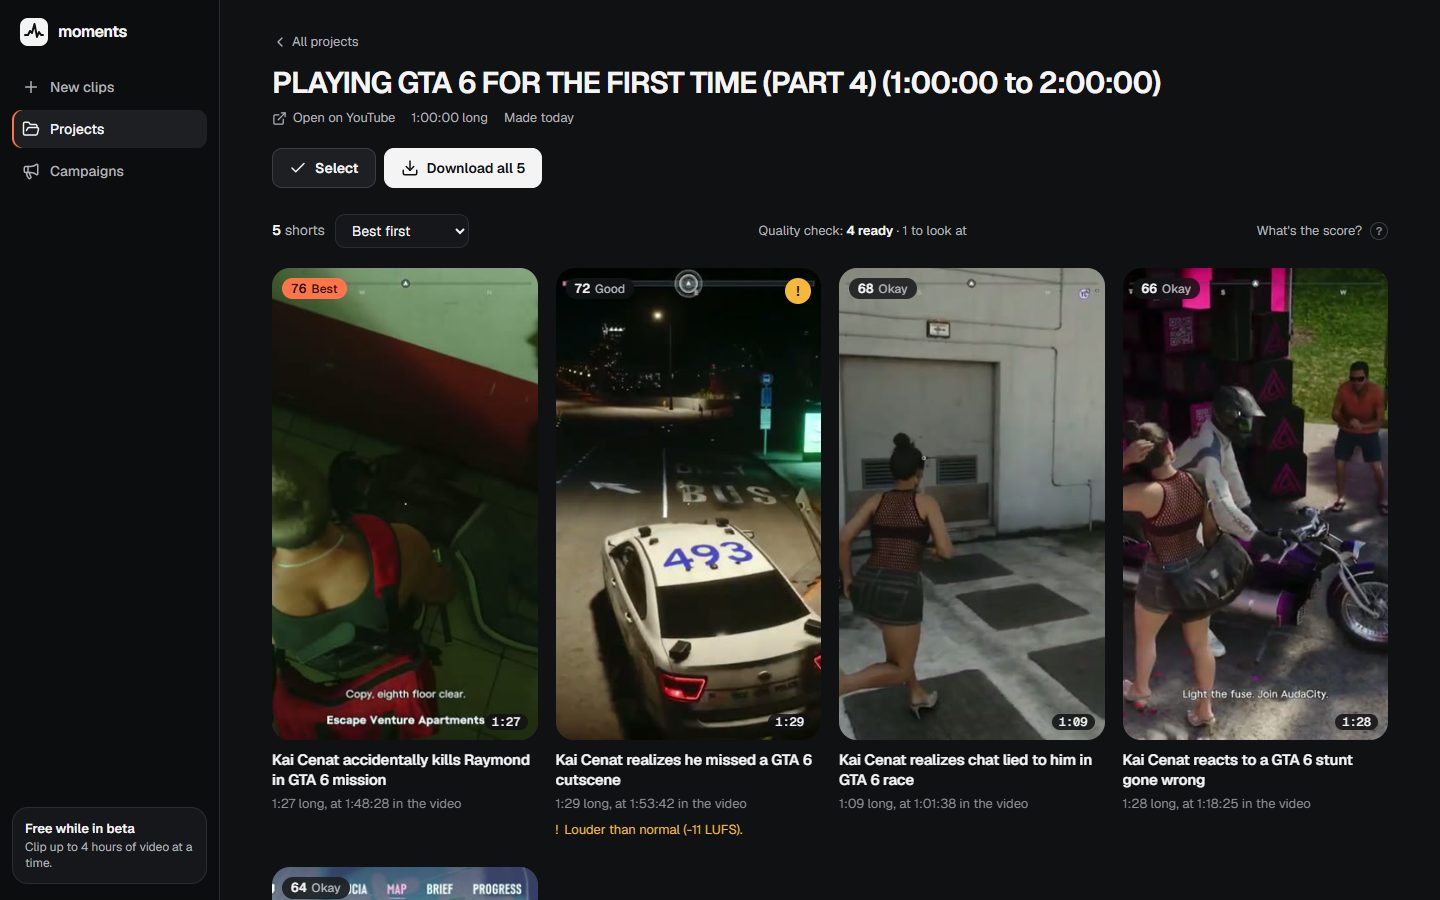 moments
New clips
Projects
Campaigns
Free while in beta
Clip up to 4 hours of video at a
time.
All projects
PLAYING GTA 6 FOR THE FIRST TIME (PART 4) (1:00:00 to 2:00:00)
Open on YouTube 1:00:00 long Made today
Select Download all 5
5 shorts Best first Quality check: 4 ready · 1 to look at What's the score? ?
76 Best
W N
Copy, eighth floor clear.
Escape Venture Apartments 1:27
Kai Cenat accidentally kills Raymond
in GTA 6 mission
1:27 long, at 1:48:28 in the video
72 Good !
BUS
493
1:29
Kai Cenat realizes he missed a GTA 6
cutscene
1:29 long, at 1:53:42 in the video
! Louder than normal (-11 LUFS).
68 Okay
1:09
Kai Cenat realizes chat lied to him in
GTA 6 race
1:09 long, at 1:01:38 in the video
66 Okay
S W
Light the fuse. Join AudaCity.
1:28
Kai Cenat reacts to a GTA 6 stunt
gone wrong
1:28 long, at 1:18:25 in the video
64 Okay
MAP BRIEF PROGRESS